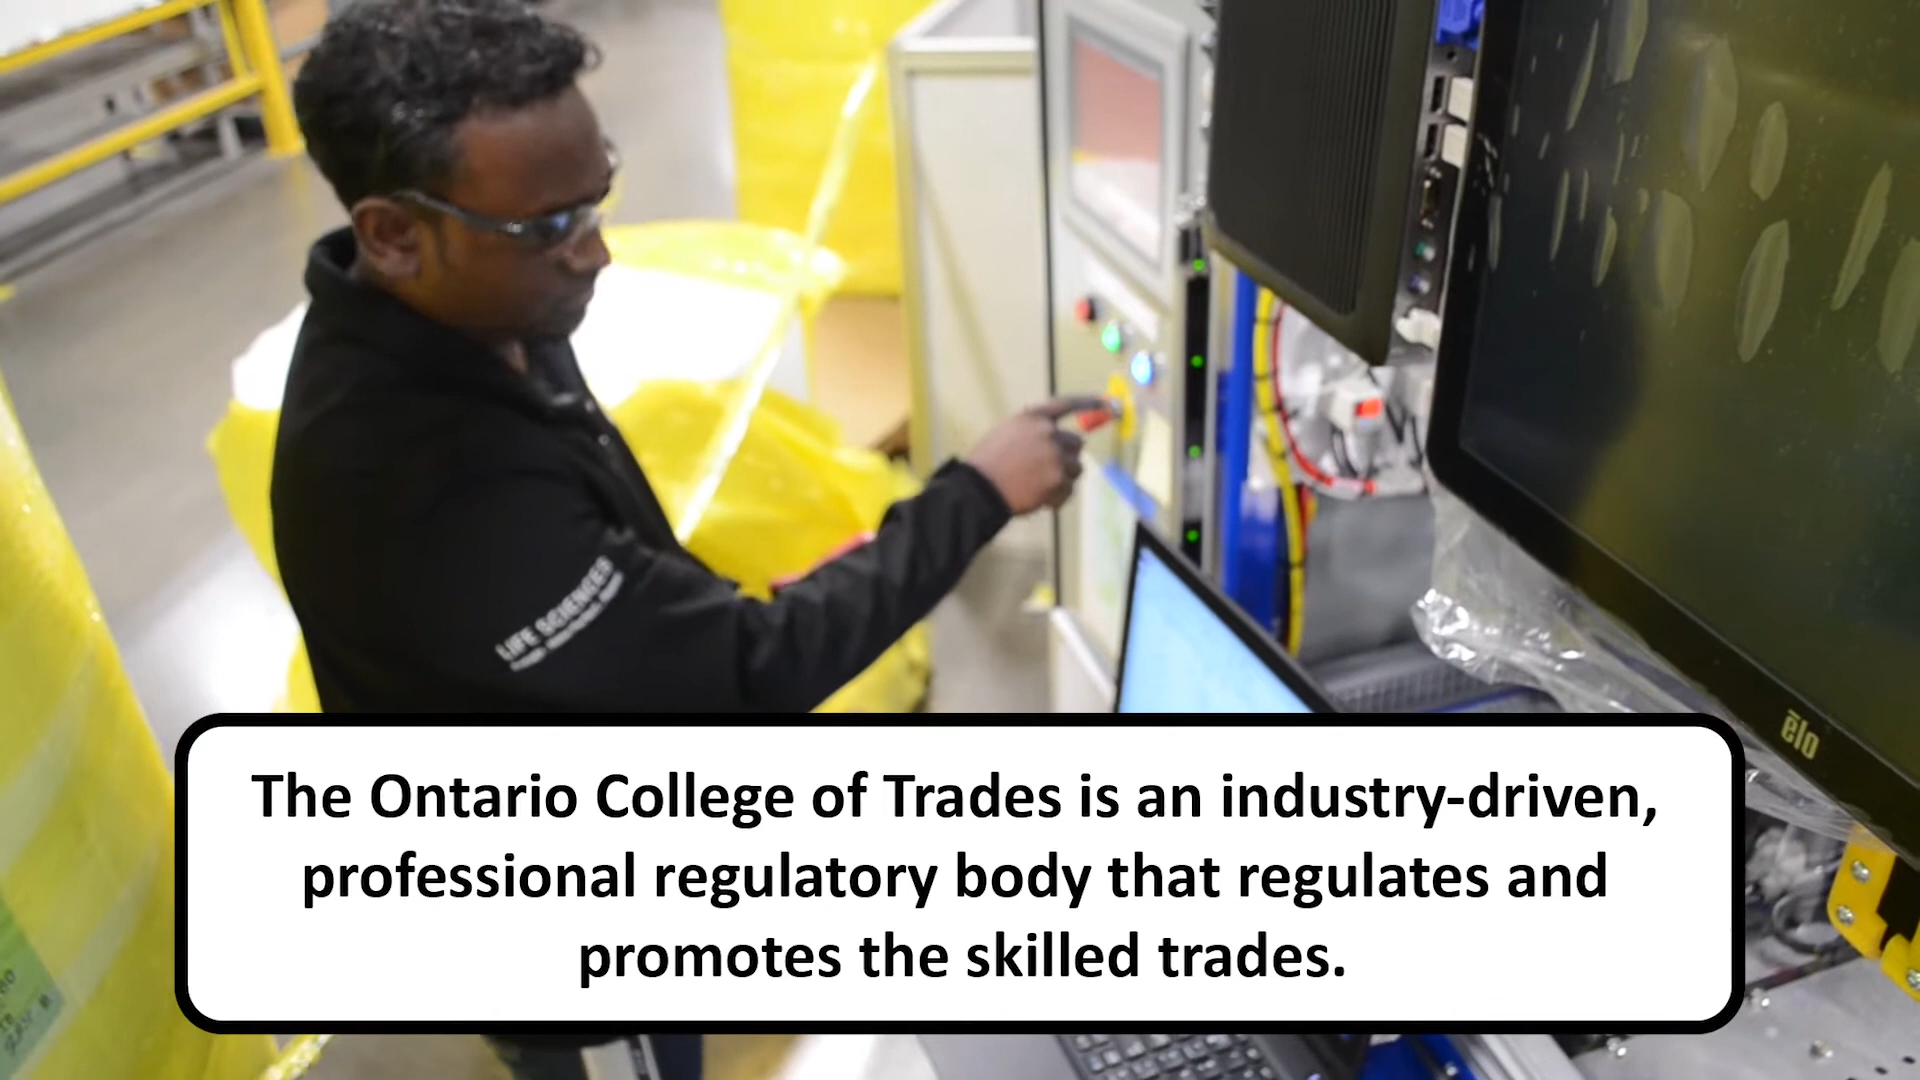 LIFE SCIENCES
ēlo
The Ontario College of Trades is an industry-driven,
professional regulatory body that regulates and
promotes the skilled trades.